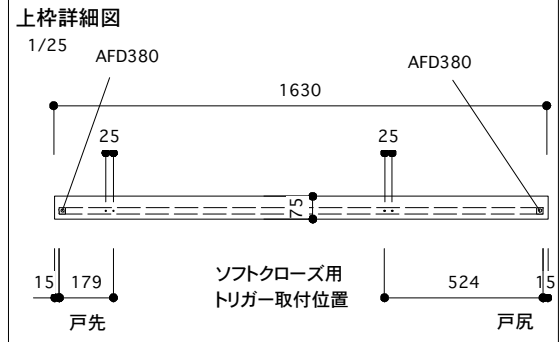 上枠詳細図
1/25
AFD380
AFD380
1630
25
25
75
15
179
ソフトクローズ用
トリガー取付位置
524
15
戸先
戸尻